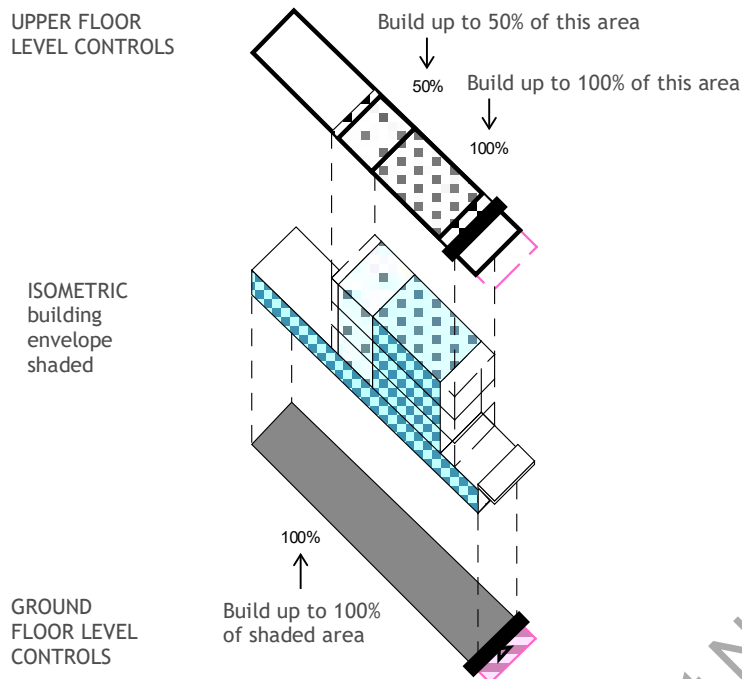 UPPER FLOOR
LEVEL CONTROLS
Build up to 50% of this area
50%
Build up to 100% of this area
100%
ISOMETRIC
building
envelope
shaded
100%
Build up to 100%
of shaded area
GROUND
FLOOR LEVEL
CONTROLS